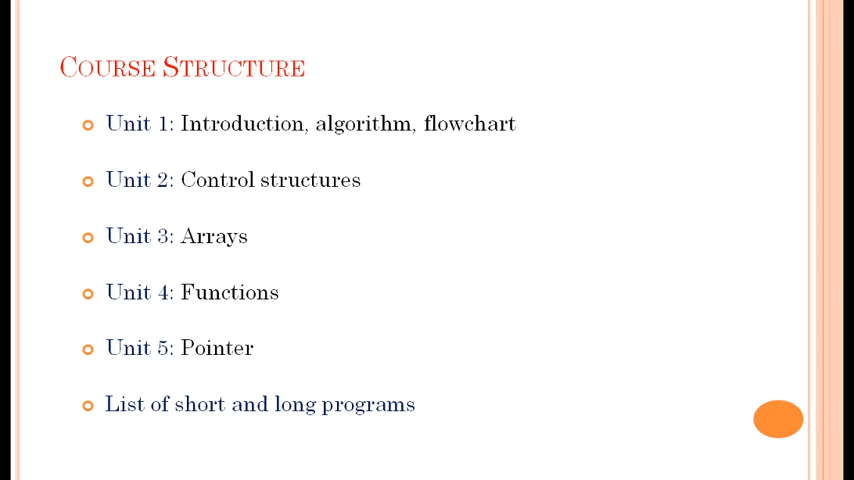 COURSE STRUCTURE
Unit 1: Introduction, algorithm, flowchart
Unit 2: Control structures
Unit 3: Arrays
Unit 4: Functions
Unit 5: Pointer
List of short and long programs